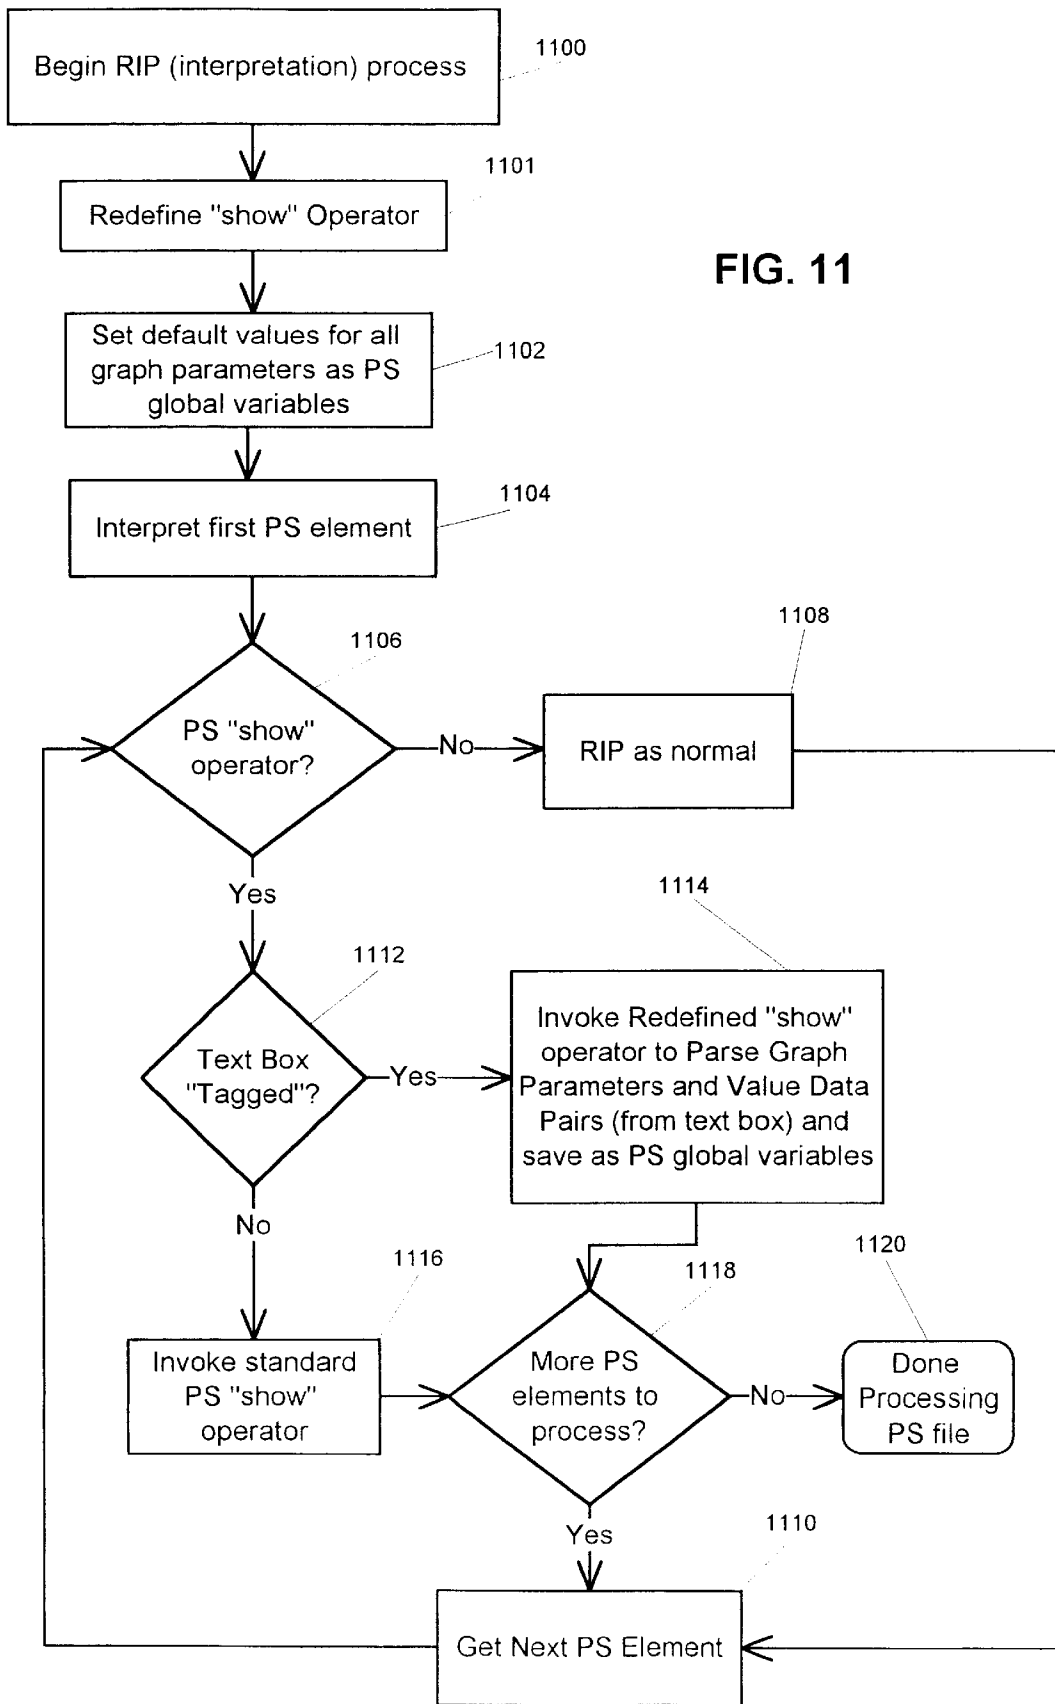 Begin RIP (interpretation) process
1100
1101
Redefine "show" Operator
FIG. 11
Set default values for all
graph parameters as PS
global variables
1102
1104
Interpret first PS element
1106
1108
PS "show"
operator?
No
RIP as normal
Yes
1114
1112
Text Box
"Tagged"?
Yes
Invoke Redefined "show"
operator to Parse Graph
Parameters and Value Data
Pairs (from text box) and
save as PS global variables
No
1116
1118
1120
Invoke standard
PS "show"
operator
More PS
elements to
process?
No
Done
Processing
PS file
Yes
1110
Get Next PS Element